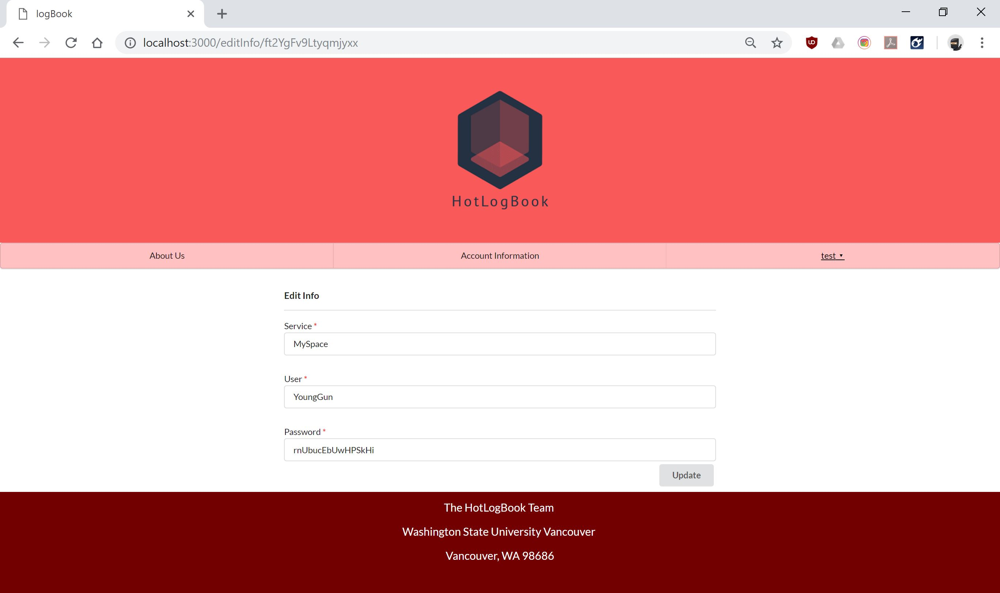 logBook
localhost:3000/editInfo/ft2YgFv9Ltyqmjyxx
HotLogBook
About Us
Account Information
test
Edit Info
Service *
MySpace
User *
YoungGun
Password *
rnUbucEbUwHPSkHi
Update
The HotLogBook Team
Washington State University Vancouver
Vancouver, WA 98686